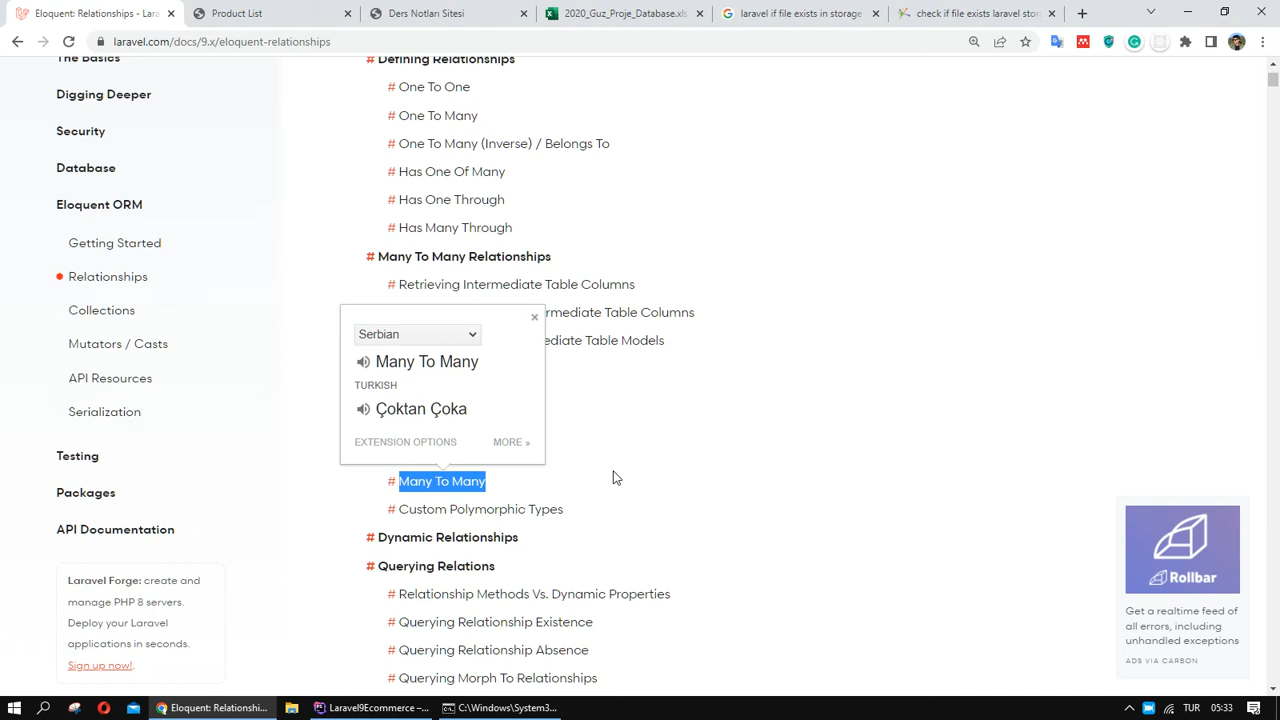 Eloquent: Relationships - Lara
Product List
Ders Notları Sitesi
2020_Guz_Proje_Database.xls
laravel if file exists in storage
check if file exists laravel stor
laravel.com/docs/9.x/eloquent-relationships
The Basics
Digging Deeper
Security
Database
Eloquent ORM
Getting Started
Relationships
Collections
Mutators / Casts
API Resources
Serialization
Testing
Packages
API Documentation
Laravel Forge: create and
manage PHP 8 servers.
Deploy your Laravel
applications in seconds.
Sign up now!.
# Defining Relationships
# One To One
# One To Many
# One To Many (Inverse) / Belongs To
# Has One Of Many
# Has One Through
# Has Many Through
# Many To Many Relationships
# Retrieving Intermediate Table Columns
rmediate Table Columns
ediate Table Models
Serbian
Many To Many
TURKISH
Çoktan Çoka
EXTENSION OPTIONS
MORE »
# Many To Many
# Custom Polymorphic Types
# Dynamic Relationships
# Querying Relations
# Relationship Methods Vs. Dynamic Properties
# Querying Relationship Existence
# Querying Relationship Absence
# Querying Morph To Relationships
Rollbar
Get a realtime feed of
all errors, including
unhandled exceptions
ADS VIA CARBON
Eloquent: Relationshi...
Laravel9Ecommerce –...
C:\Windows\System3...
TUR
05:33